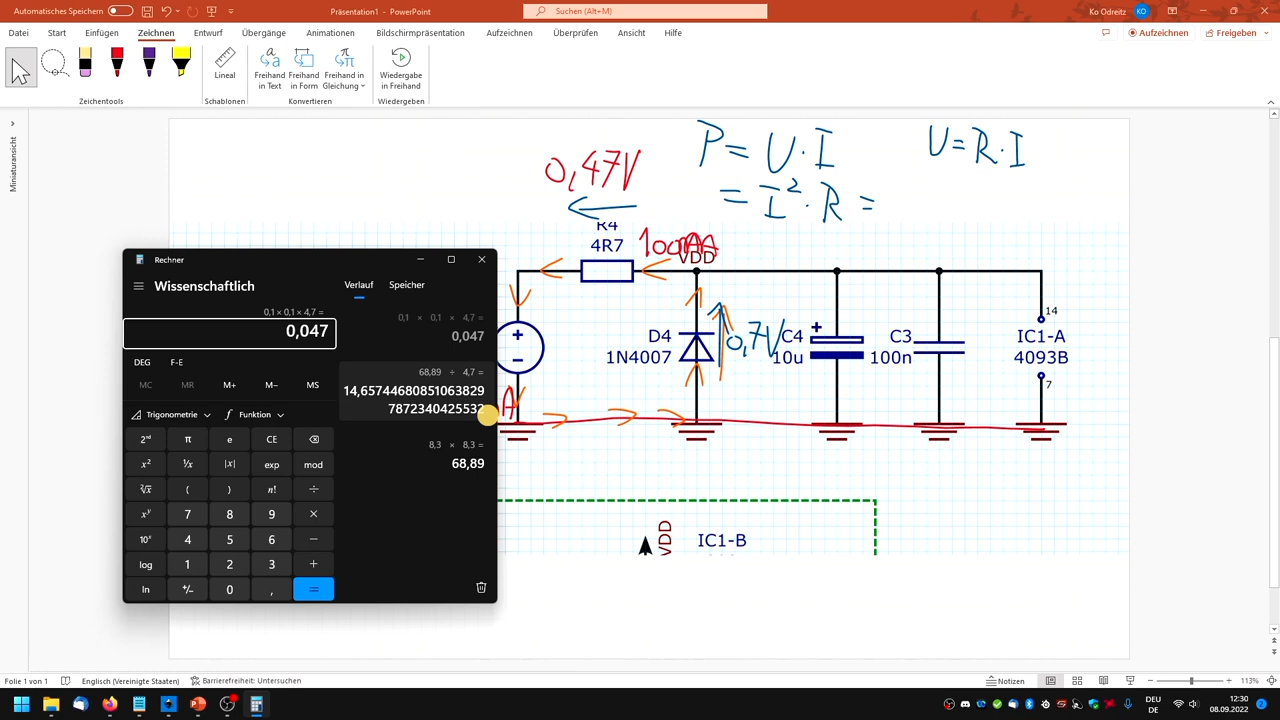 Automatisches Speichern
Präsentation1 - PowerPoint
Suchen (Alt+M)
Ko Odreitz
KO
Datei
Start
Einfügen
Zeichnen
Entwurf
Übergänge
Animationen
Bildschirmpräsentation
Aufzeichnen
Überprüfen
Ansicht
Hilfe
Aufzeichnen
Freigeben
Lineal
Freihand in Text
Freihand in Form
Freihand in Gleichung
Wiedergabe in Freihand
Zeichentools
Schablonen
Konvertieren
Wiedergeben
Miniaturansicht
P = U · I
U = R · I
0,47V
= I² · R =
R4
4R7
100mA
VDD
D4
1N4007
0,7V
C4
10u
C3
100n
14
IC1-A
4093B
7
A
VDD
IC1-B
Rechner
Wissenschaftlich
Verlauf
Speicher
0,1 × 0,1 × 4,7 =
0,047
0,1 × 0,1 × 4,7 =
0,047
68,89 ÷ 4,7 =
14,65744680851063829
7872340425532
8,3 × 8,3 =
68,89
DEG
F-E
MC
MR
M+
M−
MS
Trigonometrie
Funktion
2ⁿᵈ π e CE
x² ¹/x |x| exp mod
²√x ( ) n! ÷
xʸ 7 8 9 ×
10ˣ 4 5 6 −
log 1 2 3 +
ln +/− 0 , =
Folie 1 von 1
Englisch (Vereinigte Staaten)
Barrierefreiheit: Untersuchen
Notizen
113%
DEU
DE
12:30
08.09.2022
2